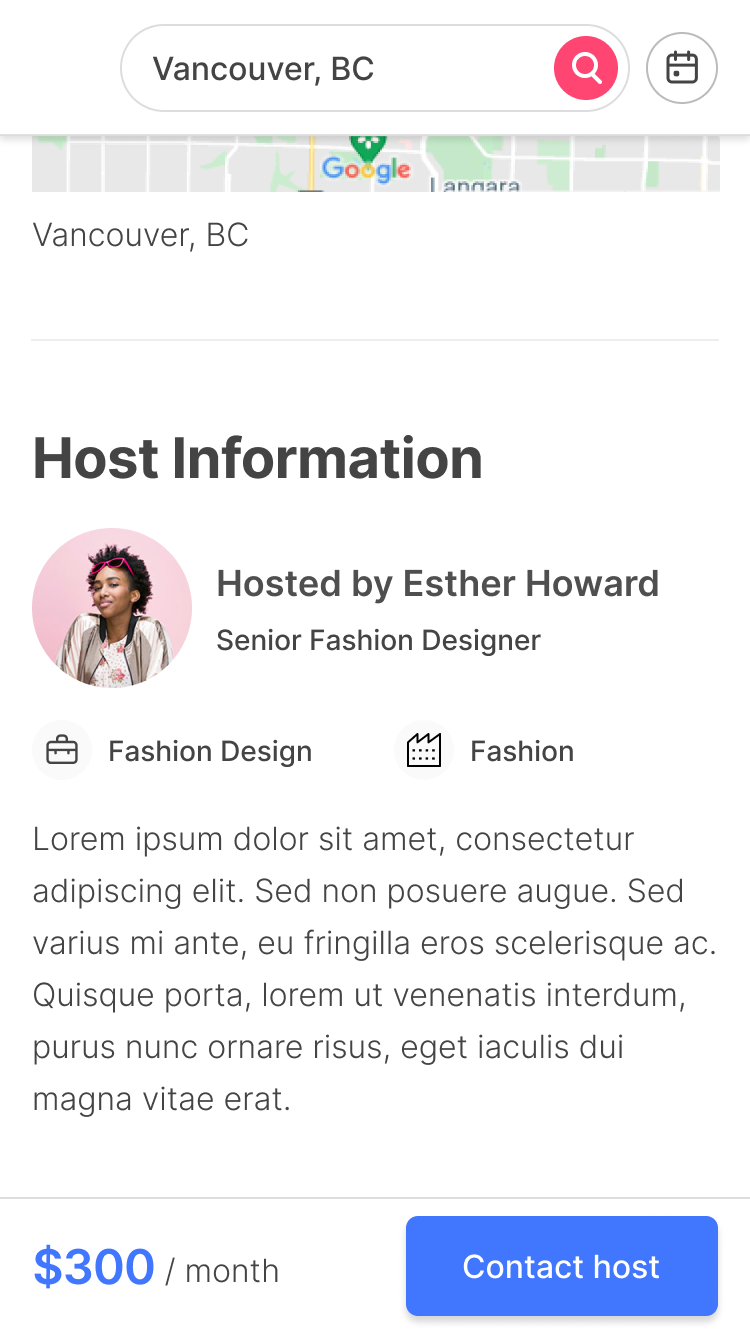 Vancouver, BC
Google
Langara
Vancouver, BC
Host Information
Hosted by Esther Howard
Senior Fashion Designer
Fashion Design
Fashion
Lorem ipsum dolor sit amet, consectetur
adipiscing elit. Sed non posuere augue. Sed
varius mi ante, eu fringilla eros scelerisque ac.
Quisque porta, lorem ut venenatis interdum,
purus nunc ornare risus, eget iaculis dui
magna vitae erat.
$300 / month
Contact host